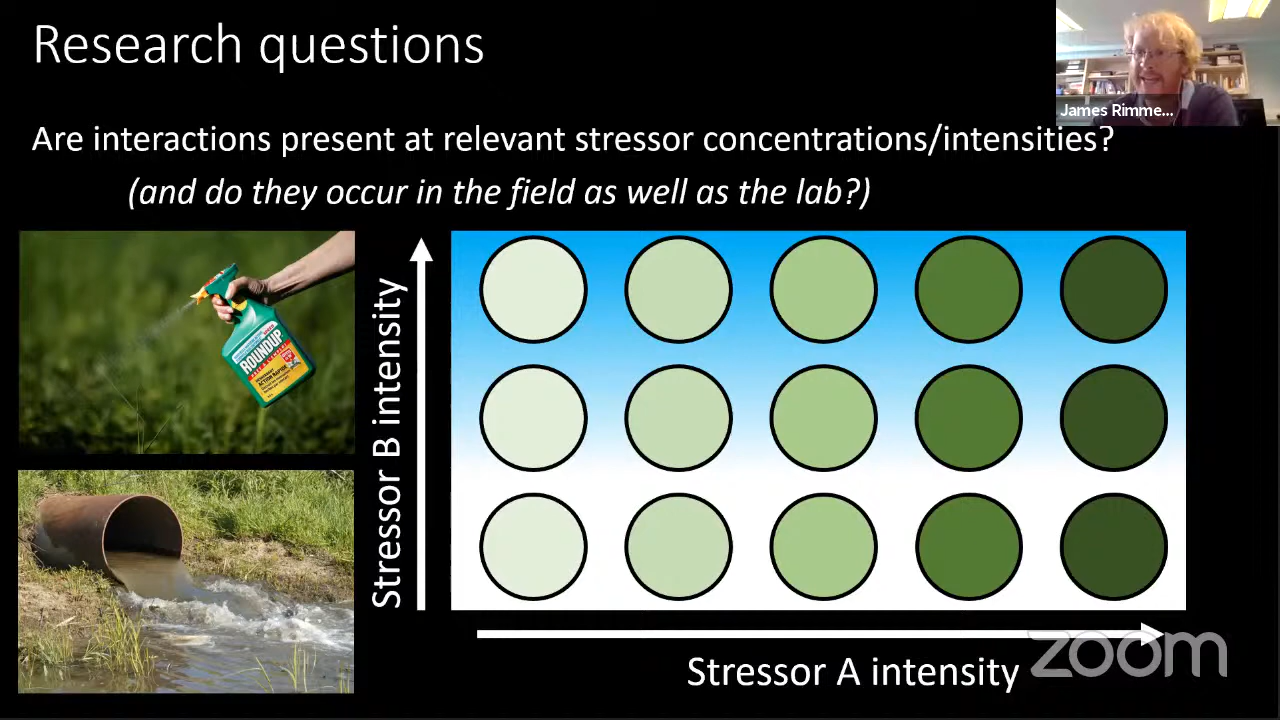 Research questions
James Rimme...
Are interactions present at relevant stressor concentrations/intensities?
(and do they occur in the field as well as the lab?)
ROUNDUP
Stressor B intensity
Stressor A intensity
zoom